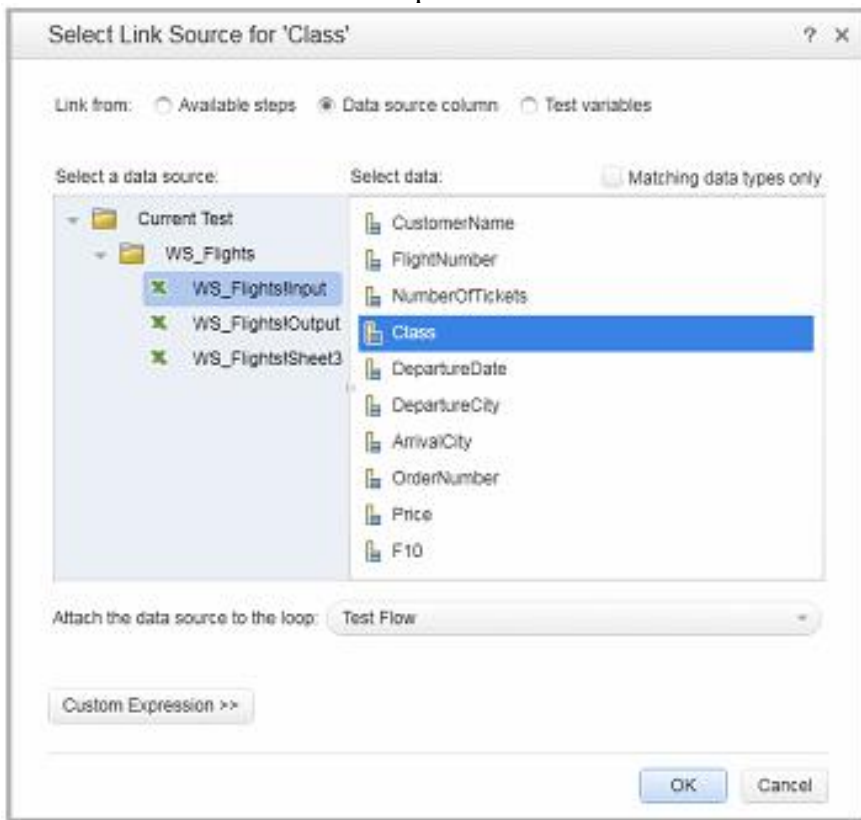 Select Link Source for 'Class' ? ×
Link from: Available steps Data source column Test variables
Select a data source: Select data: Matching data types only
Current Test
WS_Flights
WS_Flights!Input
WS_Flights!Output
WS_Flights!Sheet3
CustomerName
FlightNumber
NumberOfTickets
Class
DepartureDate
DepartureCity
ArrivalCity
OrderNumber
Price
F10
Attach the data source to the loop: Test Flow
Custom Expression >>
OK Cancel